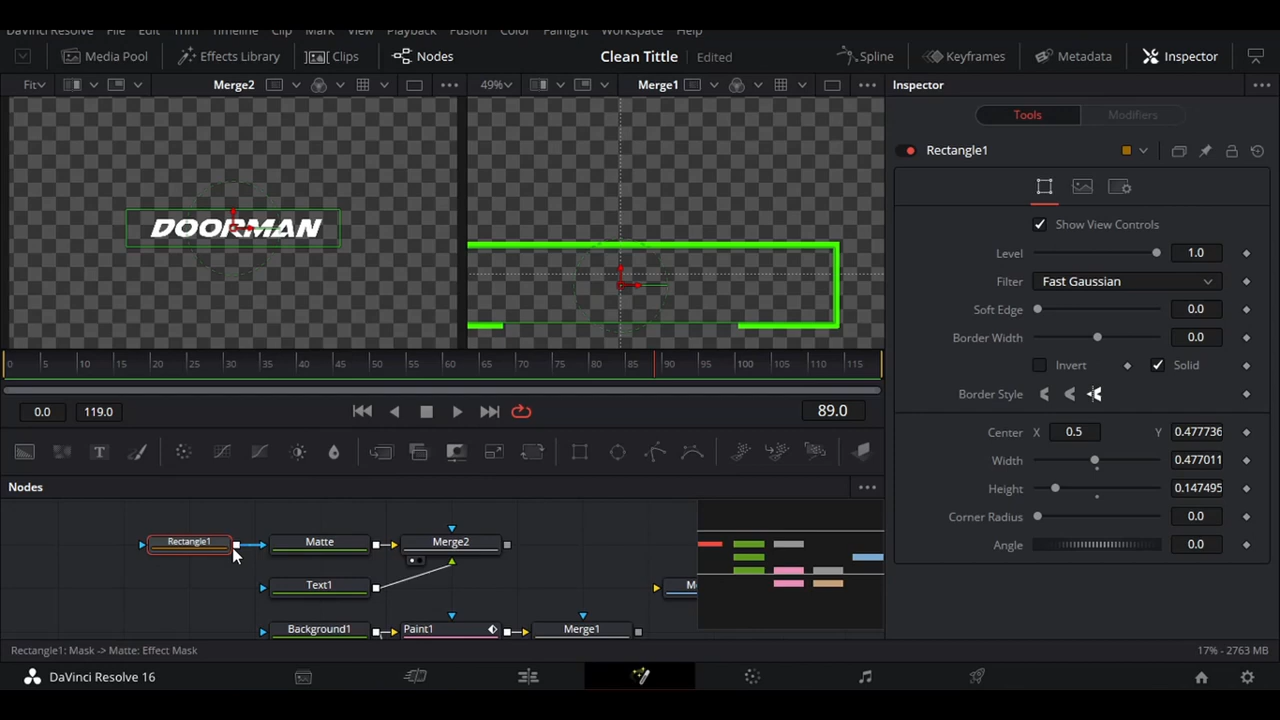 DaVinci Resolve File Edit Trim Timeline Clip Mark View Playback Fusion Color Fairlight Workspace Help
Media Pool Effects Library Clips Nodes Clean Tittle Edited Spline Keyframes Metadata Inspector
Fit Merge2 49% Merge1 Inspector
Tools Modifiers
Rectangle1
DOORMAN
Show View Controls
Level 1.0
Filter Fast Gaussian
Soft Edge 0.0
Border Width 0.0
Invert Solid
Border Style
Center X 0.5 Y 0.477736
Width 0.477011
Height 0.147495
Corner Radius 0.0
Angle 0.0
0 5 10 15 20 25 30 35 40 45 50 55 60 65 70 75 80 85 90 95 100 105 110 115
0.0 119.0 89.0
T
Nodes
Rectangle1 Matte Merge2
Text1
Background1 Paint1 Merge1
Rectangle1: Mask -> Matte: Effect Mask 17% - 2763 MB
DaVinci Resolve 16